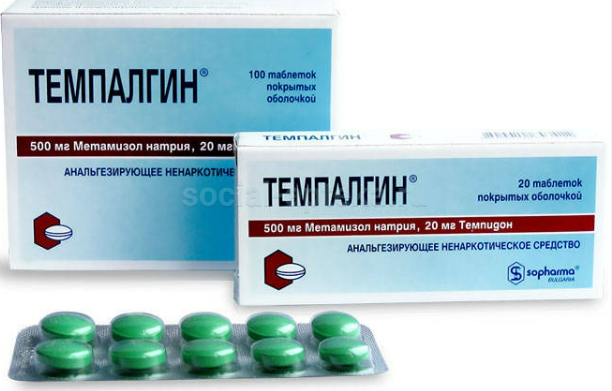 ТЕМПАЛГИН®
100 таблеток
покрытых
оболочкой
500 мг Метамизол натрия, 20 мг
АНАЛЬГЕЗИРУЮЩЕЕ НЕНАРКОТИЧЕ
ТЕМПАЛГИН
ТЕМПАЛГИН®
20 таблеток
покрытых оболочкой
500 мг Метамизол натрия, 20 мг Темпидон
АНАЛЬГЕЗИРУЮЩЕЕ НЕНАРКОТИЧЕСКОЕ СРЕДСТВО
sopharma®
BULGARIA